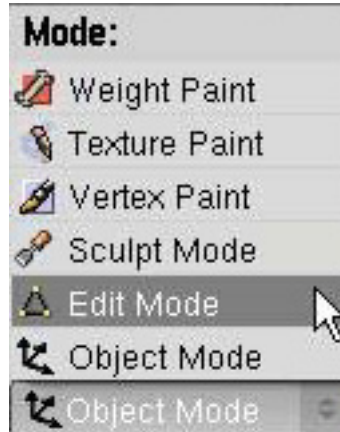 Mode:
Weight Paint
Texture Paint
Vertex Paint
Sculpt Mode
Edit Mode
Object Mode
Object Mode